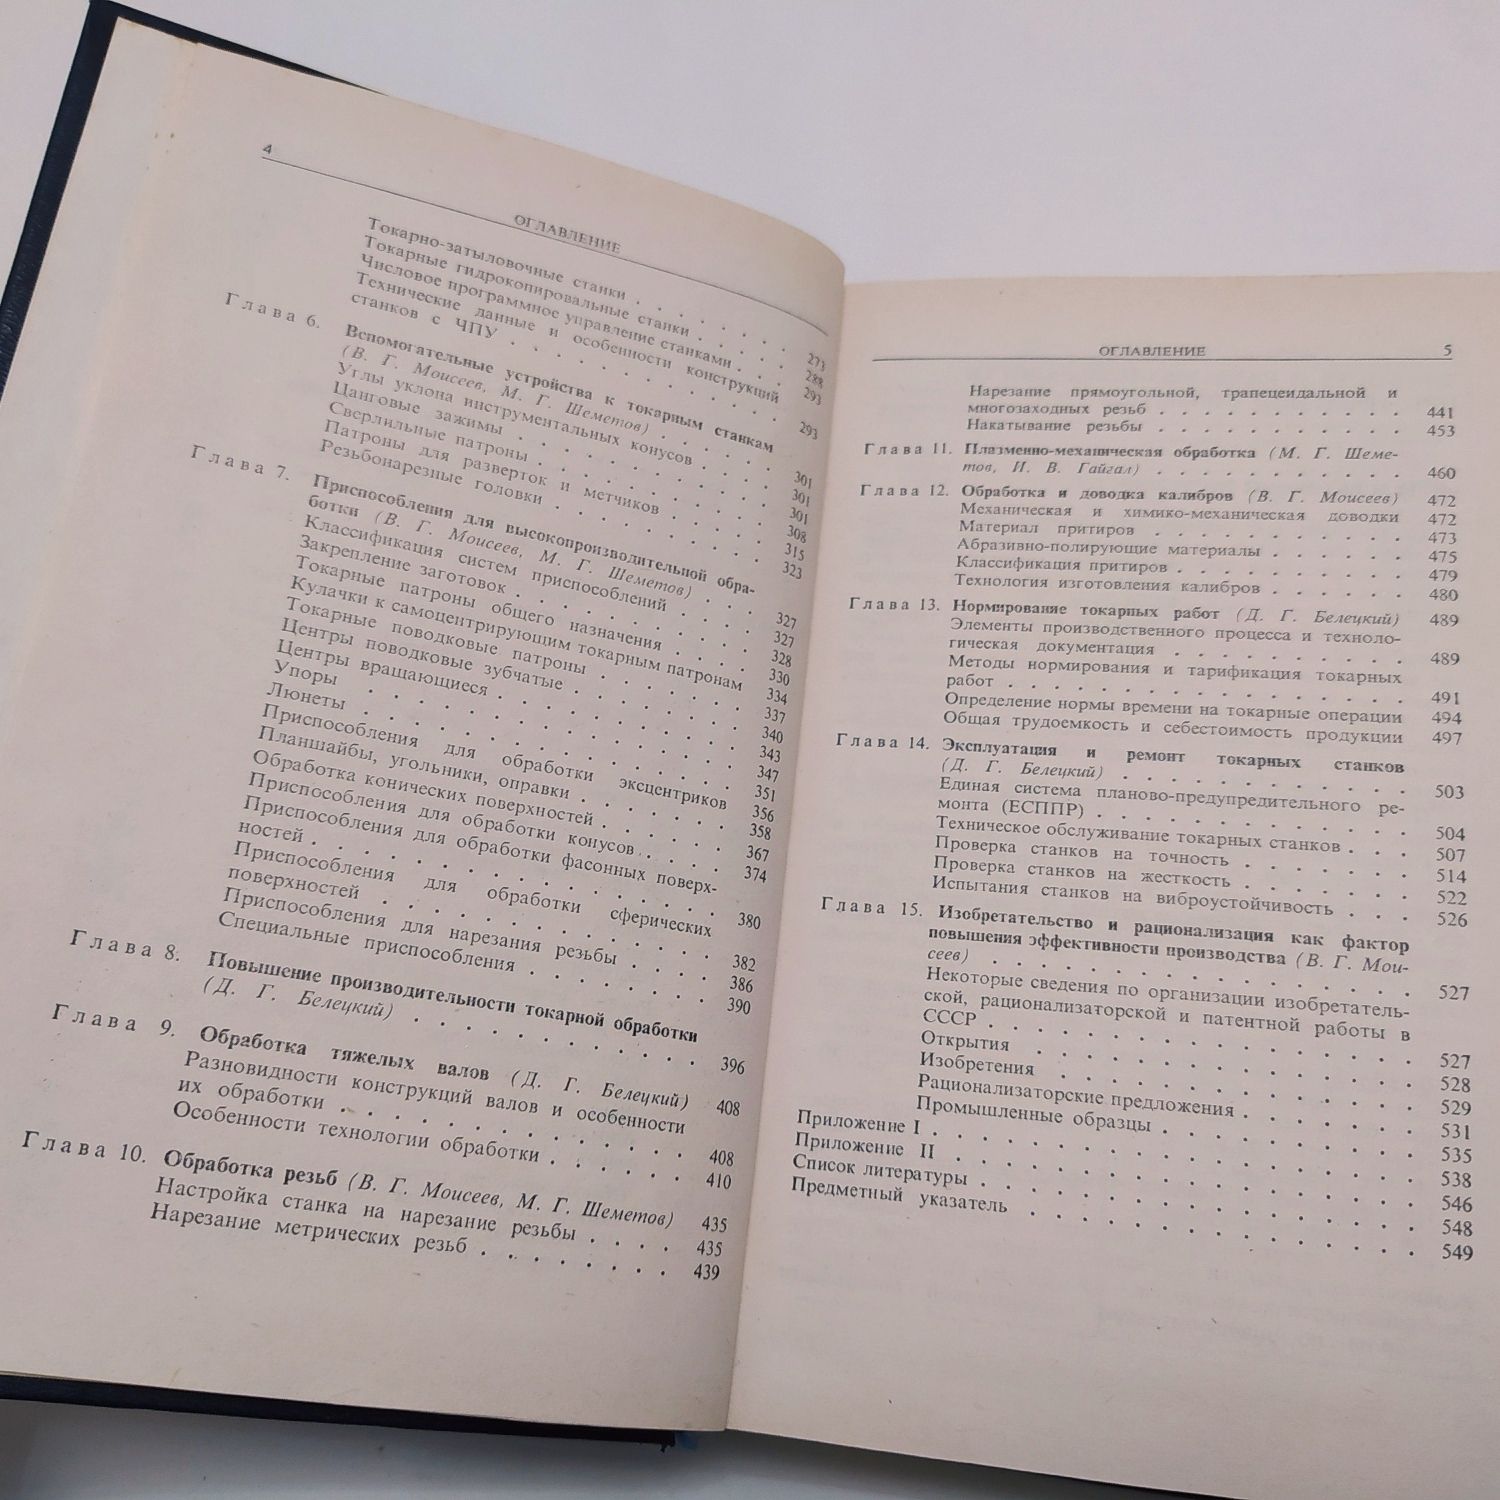 4
ОГЛАВЛЕНИЕ
Токарно-затыловочные станки . . . . . . . 273
Токарные гидрокопировальные станки . . . . . 288
Числовое программное управление станками . . . 293
Технические данные и особенности конструкций
станков с ЧПУ . . . . . . . . . . 293
Глава 6. Вспомогательные устройства к токарным станкам
(В. Г. Моисеев, М. Г. Шеметов) . . . . . 301
Углы уклона инструментальных конусов . . . . 301
Цанговые зажимы . . . . . . . . . 301
Сверлильные патроны . . . . . . . . 308
Патроны для разверток и метчиков . . . . . 315
Резьбонарезные головки . . . . . . . . 323
Глава 7. Приспособления для высокопроизводительной обра-
ботки (В. Г. Моисеев, М. Г. Шеметов) . . . 327
Классификация систем приспособлений . . . . 327
Закрепление заготовок . . . . . . . . 328
Токарные патроны общего назначения . . . . 330
Кулачки к самоцентрирующим токарным патронам 334
Токарные поводковые патроны . . . . . . 337
Центры поводковые зубчатые . . . . . . 340
Центры вращающиеся . . . . . . . . 343
Упоры . . . . . . . . . . . . 347
Люнеты . . . . . . . . . . . . 351
Приспособления для обработки эксцентриков 356
Планшайбы, угольники, оправки . . . . . . 358
Обработка конических поверхностей . . . . . 367
Приспособления для обработки конусов . . . . 374
Приспособления для обработки фасонных поверх-
ностей . . . . . . . . . . . . 380
Приспособления для обработки сферических
поверхностей . . . . . . . . . . 382
Приспособления для нарезания резьбы . . . . 386
Специальные приспособления . . . . . . . 390
Глава 8. Повышение производительности токарной обработки
(Д. Г. Белецкий) . . . . . . . . . . 396
Глава 9. Обработка тяжелых валов (Д. Г. Белецкий) 408
Разновидности конструкций валов и особенности
их обработки . . . . . . . . . . . 408
Особенности технологии обработки . . . . . 410
Глава 10. Обработка резьб (В. Г. Моисеев, М. Г. Шеметов) 435
Настройка станка на нарезание резьбы . . . . 435
Нарезание метрических резьб . . . . . . . 439
ОГЛАВЛЕНИЕ 5
Нарезание прямоугольной, трапецеидальной и
многозаходных резьб . . . . . . . . . . 441
Накатывание резьбы . . . . . . . . . . 453
Глава 11. Плазменно-механическая обработка (М. Г. Шеме-
тов, И. В. Гайгал) . . . . . . . . . . 460
Глава 12. Обработка и доводка калибров (В. Г. Моисеев) 472
Механическая и химико-механическая доводки 472
Материал притиров . . . . . . . . . . 473
Абразивно-полирующие материалы . . . . . . 475
Классификация притиров . . . . . . . . . 479
Технология изготовления калибров . . . . . . 480
Глава 13. Нормирование токарных работ (Д. Г. Белецкий) 489
Элементы производственного процесса и техноло-
гическая документация . . . . . . . . . 489
Методы нормирования и тарификация токарных
работ . . . . . . . . . . . . . . 491
Определение нормы времени на токарные операции 494
Общая трудоемкость и себестоимость продукции 497
Глава 14. Эксплуатация и ремонт токарных станков
(Д. Г. Белецкий) . . . . . . . . . . . 503
Единая система планово-предупредительного ре-
монта (ЕСППР) . . . . . . . . . . . . 504
Техническое обслуживание токарных станков . . . 507
Проверка станков на точность . . . . . . . 514
Проверка станков на жесткость . . . . . . . 522
Испытания станков на виброустойчивость . . . 526
Глава 15. Изобретательство и рационализация как фактор
повышения эффективности производства (В. Г. Мои-
сеев) . . . . . . . . . . . . . . 527
Некоторые сведения по организации изобретатель-
ской, рационализаторской и патентной работы в
СССР . . . . . . . . . . . . . . 527
Открытия . . . . . . . . . . . . . 528
Изобретения . . . . . . . . . . . . 529
Рационализаторские предложения . . . . . . 531
Промышленные образцы . . . . . . . . . 535
Приложение I . . . . . . . . . . . . . . . 538
Приложение II . . . . . . . . . . . . . . . 546
Список литературы . . . . . . . . . . . . . . 548
Предметный указатель . . . . . . . . . . . . . 549